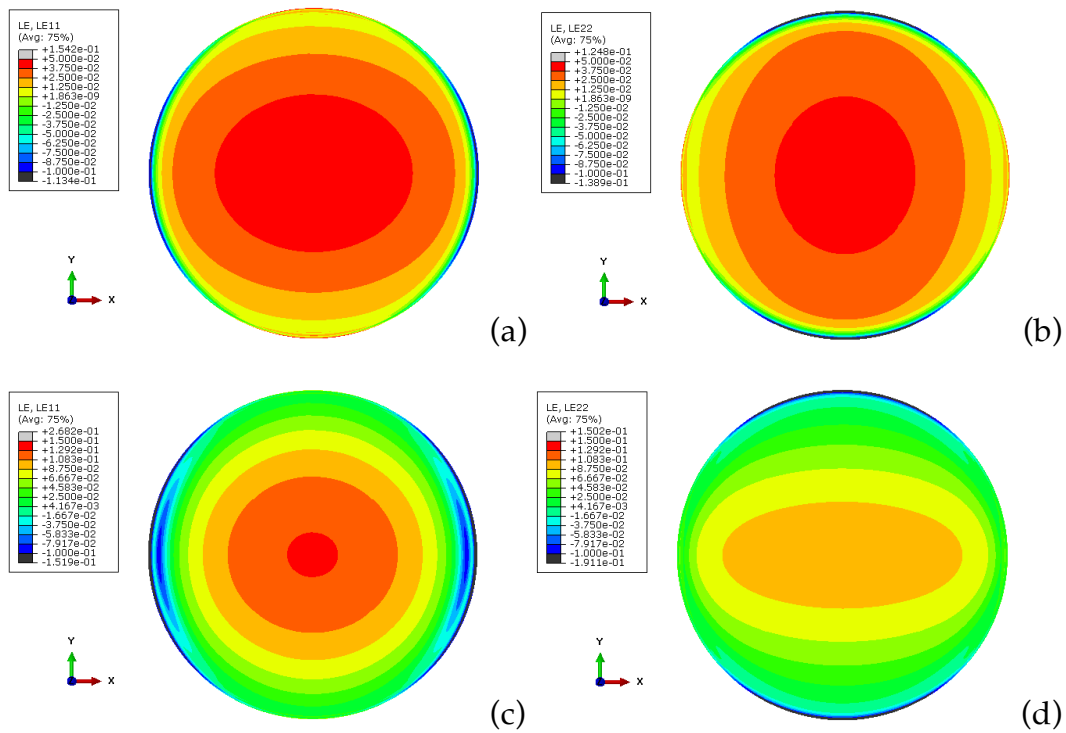 LE, LE11
(Avg: 75%)
+1.542e-01
+5.000e-02
+3.750e-02
+2.500e-02
+1.250e-02
+1.863e-09
-1.250e-02
-2.500e-02
-3.750e-02
-5.000e-02
-6.250e-02
-7.500e-02
-8.750e-02
-1.000e-01
-1.134e-01
Y
X
(a)
LE, LE22
(Avg: 75%)
+1.248e-01
+5.000e-02
+3.750e-02
+2.500e-02
+1.250e-02
+1.863e-09
-1.250e-02
-2.500e-02
-3.750e-02
-5.000e-02
-6.250e-02
-7.500e-02
-8.750e-02
-1.000e-01
-1.389e-01
Y
X
(b)
LE, LE11
(Avg: 75%)
+2.682e-01
+1.500e-01
+1.292e-01
+1.083e-01
+8.750e-02
+6.667e-02
+4.583e-02
+2.500e-02
+4.167e-03
-1.667e-02
-3.750e-02
-5.833e-02
-7.917e-02
-1.000e-01
-1.519e-01
Y
X
(c)
LE, LE22
(Avg: 75%)
+1.502e-01
+1.500e-01
+1.292e-01
+1.083e-01
+8.750e-02
+6.667e-02
+4.583e-02
+2.500e-02
+4.167e-03
-1.667e-02
-3.750e-02
-5.833e-02
-7.917e-02
-1.000e-01
-1.911e-01
Y
X
(d)